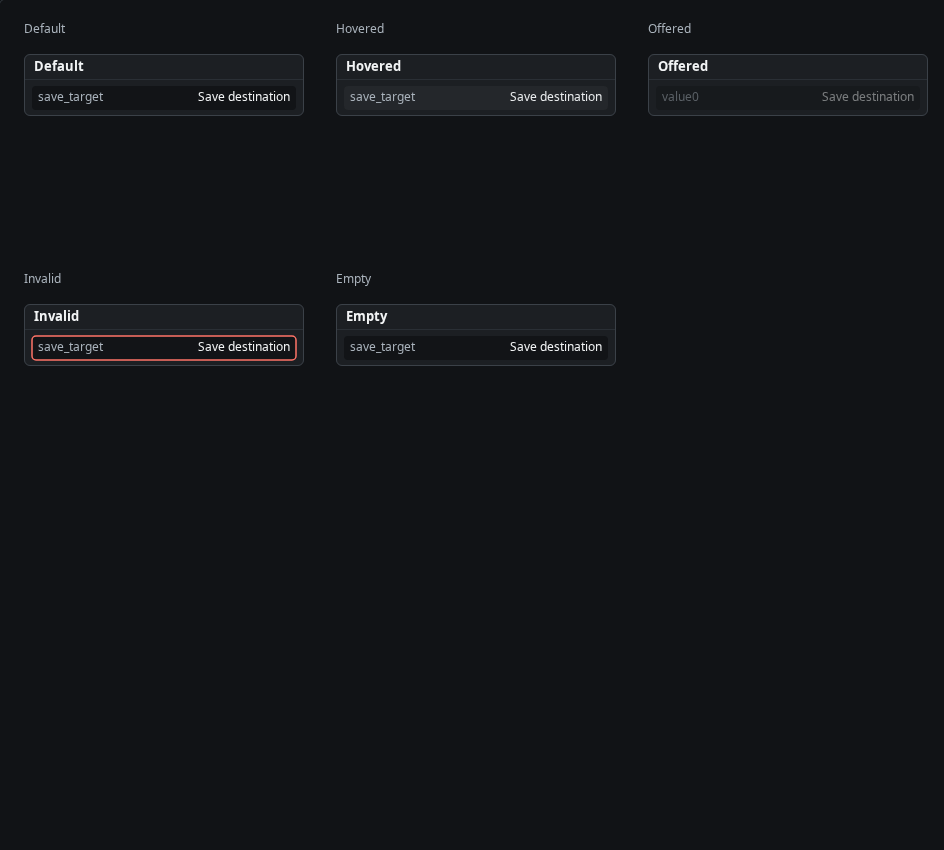 Default
Hovered
Offered
Default
Hovered
Offered
save_target Save destination
save_target Save destination
value0 Save destination
Invalid
Empty
Invalid
Empty
save_target Save destination
save_target Save destination